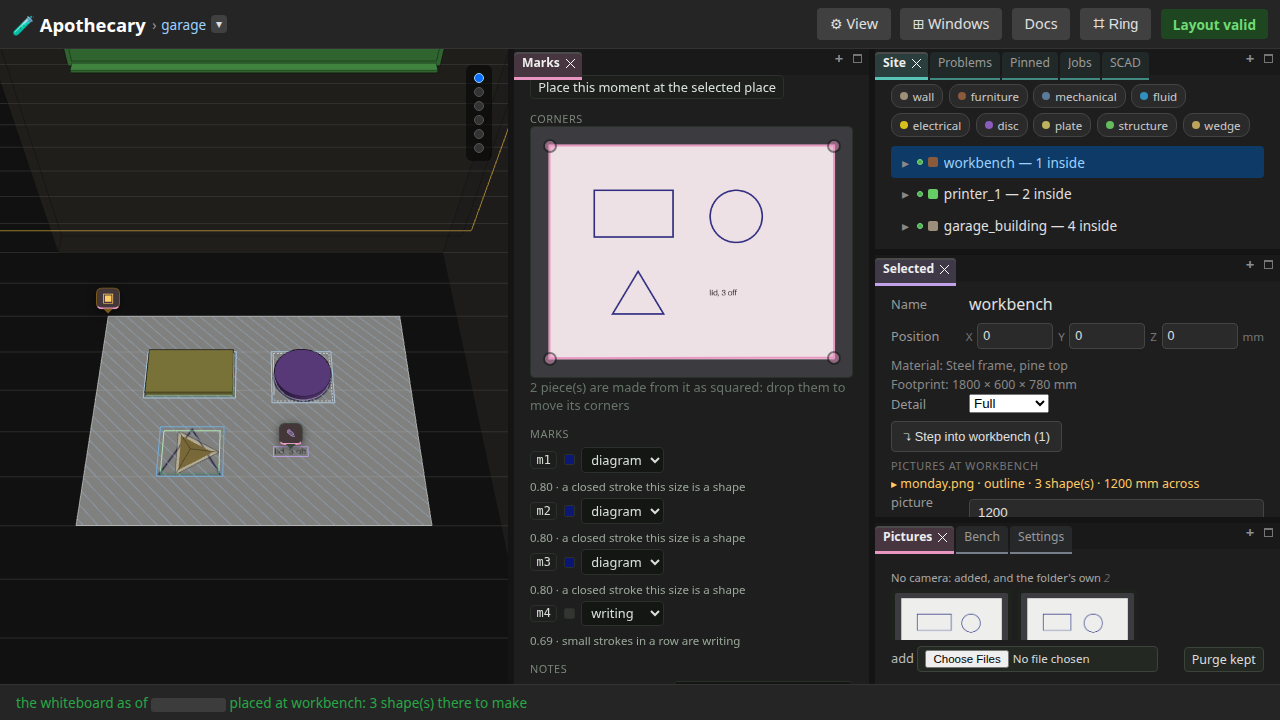 Apothecary › garage ▾
⚙ View
⊞ Windows
Docs
⌗ Ring
Layout valid
Marks
Place this moment at the selected place
CORNERS
lid, 3 off
2 piece(s) are made from it as squared: drop them to
move its corners
MARKS
m1 diagram
0.80 · a closed stroke this size is a shape
m2 diagram
0.80 · a closed stroke this size is a shape
m3 diagram
0.80 · a closed stroke this size is a shape
m4 writing
0.69 · small strokes in a row are writing
NOTES
Site Problems Pinned Jobs SCAD
wall furniture mechanical fluid
electrical disc plate structure wedge
workbench — 1 inside
printer_1 — 2 inside
garage_building — 4 inside
Selected
Name workbench
Position X 0 Y 0 Z 0 mm
Material: Steel frame, pine top
Footprint: 1800 × 600 × 780 mm
Detail Full
⤵ Step into workbench (1)
PICTURES AT WORKBENCH
▸ monday.png · outline · 3 shape(s) · 1200 mm across
picture 1200
Pictures Bench Settings
No camera: added, and the folder's own 2
add Choose Files No file chosen
Purge kept
lid, 3 off
the whiteboard as of placed at workbench: 3 shape(s) there to make